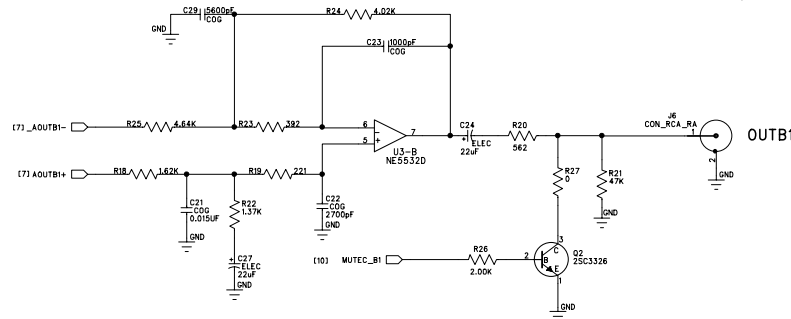 C29 5600pF
COG
GND
R24 4.02K
C23 1000pF
COG
[7]_AOUTB1-
R25 4.64K
R23 392
6
5
7
U3-B
NE5532D
C24
ELEC
22uF
R20
562
J6
CON_RCA_RA
1
2
OUTB1
GND
[7] AOUTB1+
R18 1.62K
R19 221
C21
COG
0.015UF
GND
R22
1.37K
C27
ELEC
22uF
GND
C22
COG
2700pF
GND
R27
0
R21
47K
GND
[10] MUTEC_B1
R26
2.00K
2
3
C
B
E
1
Q2
2SC3326
GND